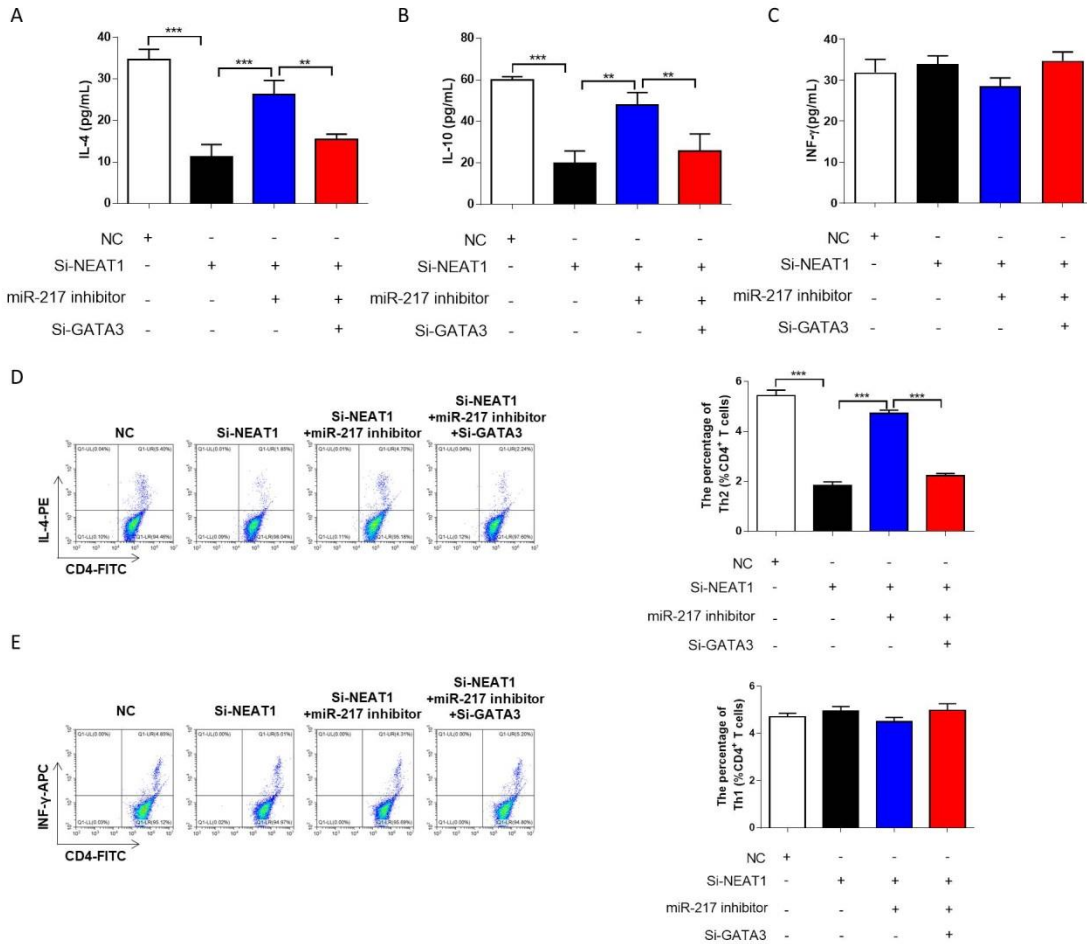 A
B
C
***
***
**
40
30
20
10
0
IL-4 (pg/mL)
***
**
**
80
60
40
20
0
IL-10 (pg/mL)
40
30
20
10
0
INF-γ(pg/mL)
NC + - - -
Si-NEAT1 - + + +
miR-217 inhibitor - - + +
Si-GATA3 - - - +
NC + - - -
Si-NEAT1 - + + +
miR-217 inhibitor - - + +
Si-GATA3 - - - +
NC + - - -
Si-NEAT1 - + + +
miR-217 inhibitor - - + +
Si-GATA3 - - - +
D
NC
Si-NEAT1
Si-NEAT1
+miR-217 inhibitor
Si-NEAT1
+miR-217 inhibitor
+Si-GATA3
IL-4-PE
CD4-FITC
***
***
***
6
4
2
0
The percentage of
Th2 (%CD4+ T cells)
NC + - - -
Si-NEAT1 - + + +
miR-217 inhibitor - - + +
Si-GATA3 - - - +
E
NC
Si-NEAT1
Si-NEAT1
+miR-217 inhibitor
Si-NEAT1
+miR-217 inhibitor
+Si-GATA3
INF-γ-APC
CD4-FITC
6
4
2
0
The percentage of
Th1 (%CD4+ T cells)
NC + - - -
Si-NEAT1 - + + +
miR-217 inhibitor - - + +
Si-GATA3 - - - +